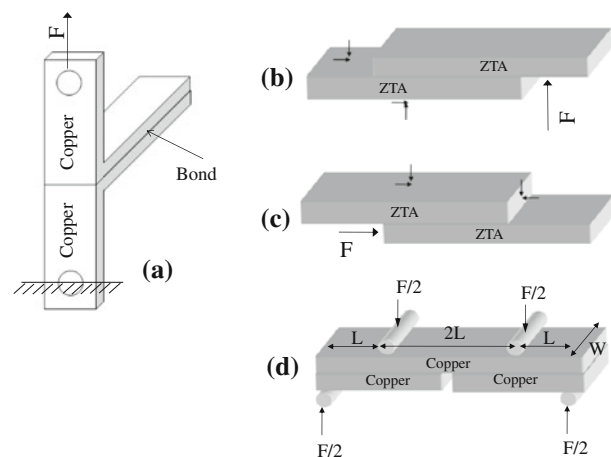 F
Copper
Copper
Bond
(a)
(b)
ZTA
ZTA
F
(c)
ZTA
ZTA
F
F/2
F/2
L
2L
L
W
(d)
Copper
Copper
Copper
F/2
F/2